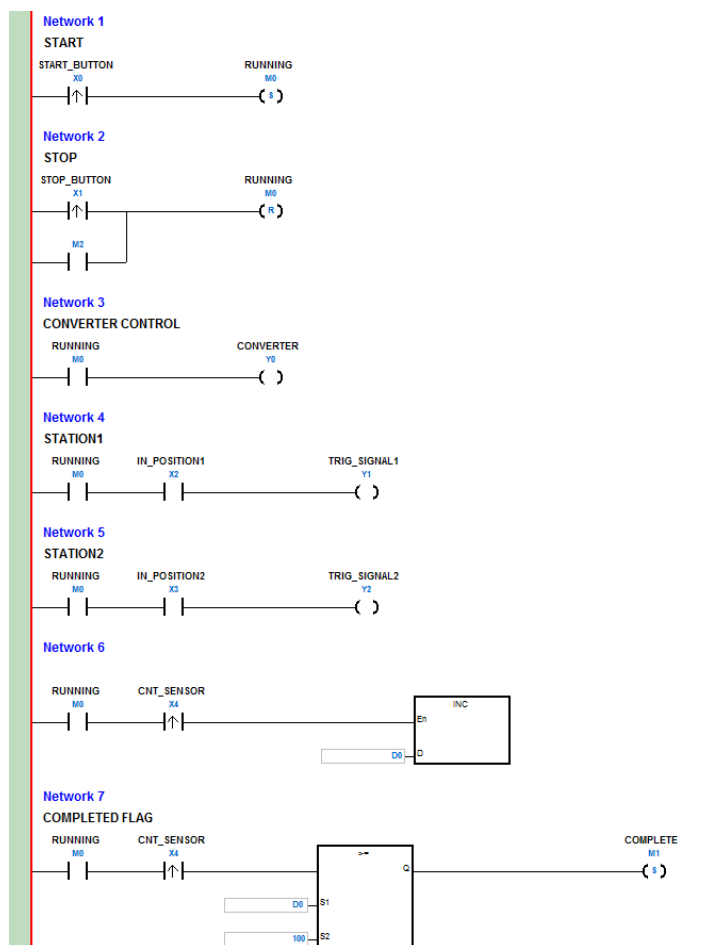 Network 1
START
START_BUTTON RUNNING
X0 M0
S
Network 2
STOP
STOP_BUTTON RUNNING
X1 M0
R
M2
Network 3
CONVERTER CONTROL
RUNNING CONVERTER
M0 Y0
Network 4
STATION1
RUNNING IN_POSITION1 TRIG_SIGNAL1
M0 X2 Y1
Network 5
STATION2
RUNNING IN_POSITION2 TRIG_SIGNAL2
M0 X3 Y2
Network 6
RUNNING CNT_SENSOR
M0 X4 INC
En
D0 D
Network 7
COMPLETED FLAG
RUNNING CNT_SENSOR COMPLETE
M0 X4 >= M1
Q S
D0 S1
100 S2